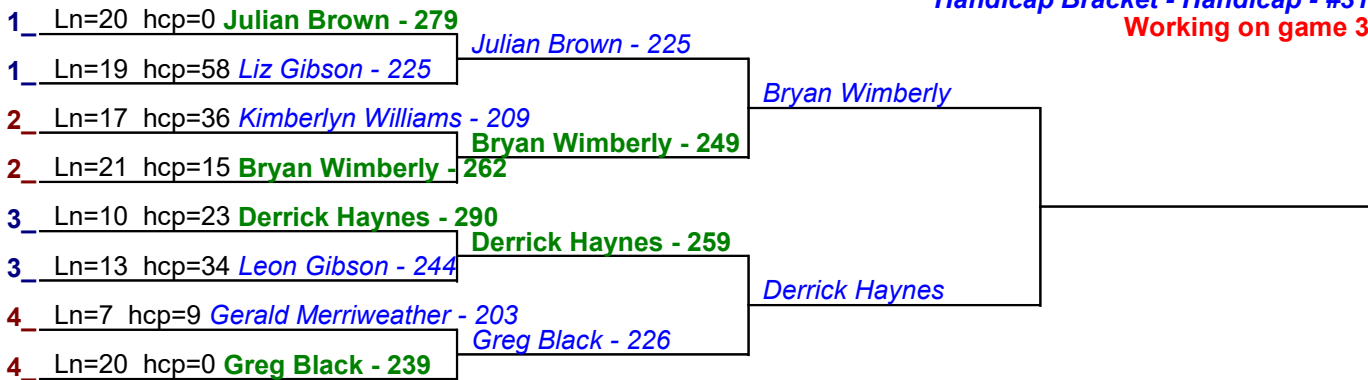 Handicap Bracket - Handicap - #31
Working on game 3
1_ Ln=20 hcp=0 Julian Brown - 279
Julian Brown - 225
1_ Ln=19 hcp=58 Liz Gibson - 225
Bryan Wimberly
2_ Ln=17 hcp=36 Kimberlyn Williams - 209
Bryan Wimberly - 249
2_ Ln=21 hcp=15 Bryan Wimberly - 262
3_ Ln=10 hcp=23 Derrick Haynes - 290
Derrick Haynes - 259
3_ Ln=13 hcp=34 Leon Gibson - 244
Derrick Haynes
4_ Ln=7 hcp=9 Gerald Merriweather - 203
Greg Black - 226
4_ Ln=20 hcp=0 Greg Black - 239